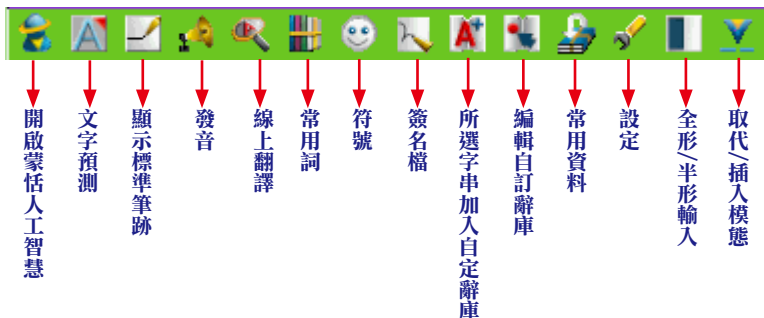 開啟蒙恬人工智慧
文字預測
顯示標準筆跡
發音
線上翻譯
常用詞
符號
簽名檔
所選字串加入自定辭庫
編輯自訂辭庫
常用資料
設定
全形/半形輸入
取代/插入模態